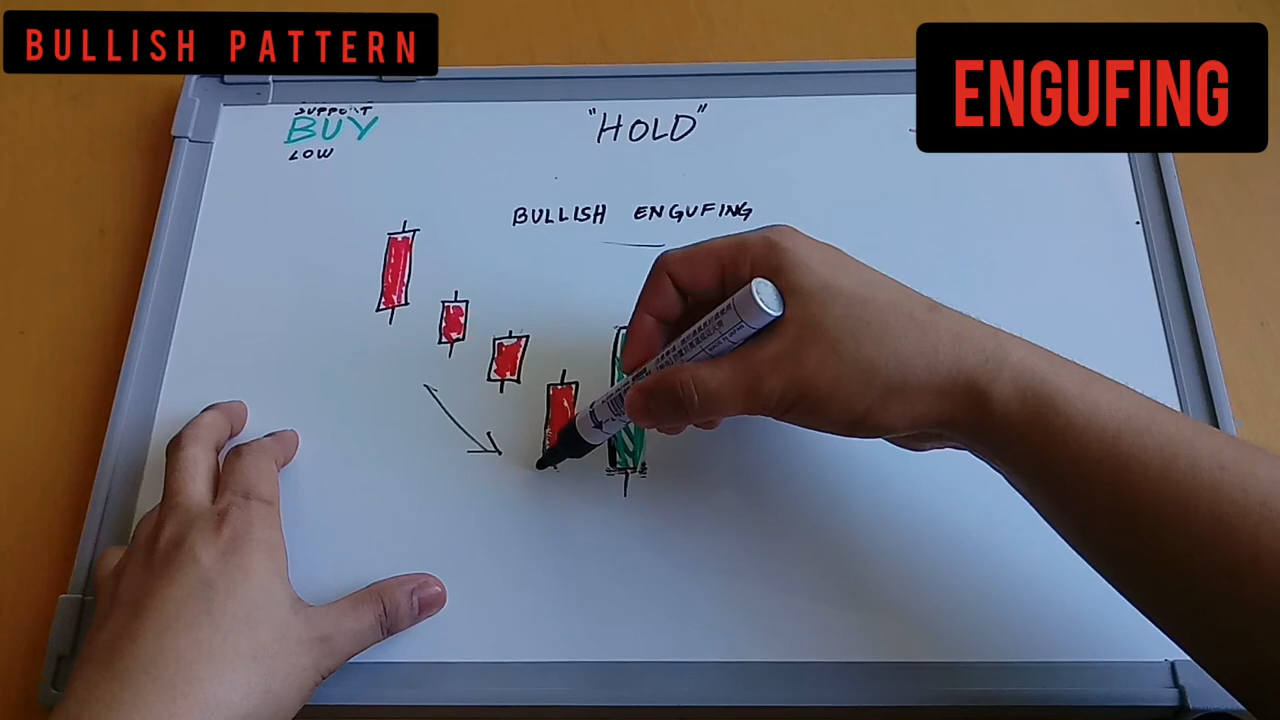 BULLISH PATTERN
ENGUFING
SUPPORT
BUY
LOW
"HOLD"
BULLISH ENGUFING